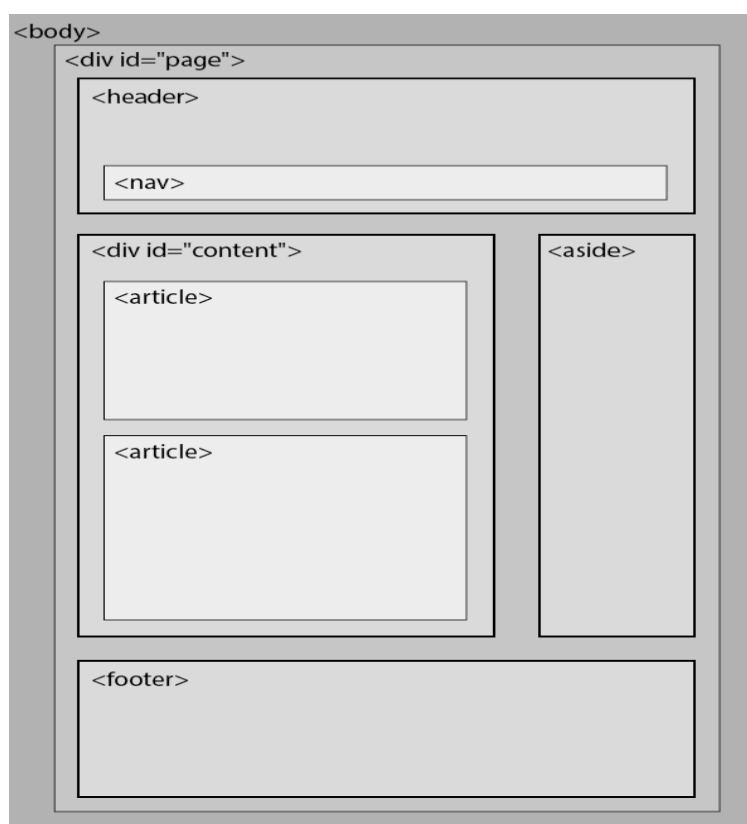 <body>
<div id="page">
<header>
<nav>
<div id="content">
<article>
<article>
<aside>
<footer>